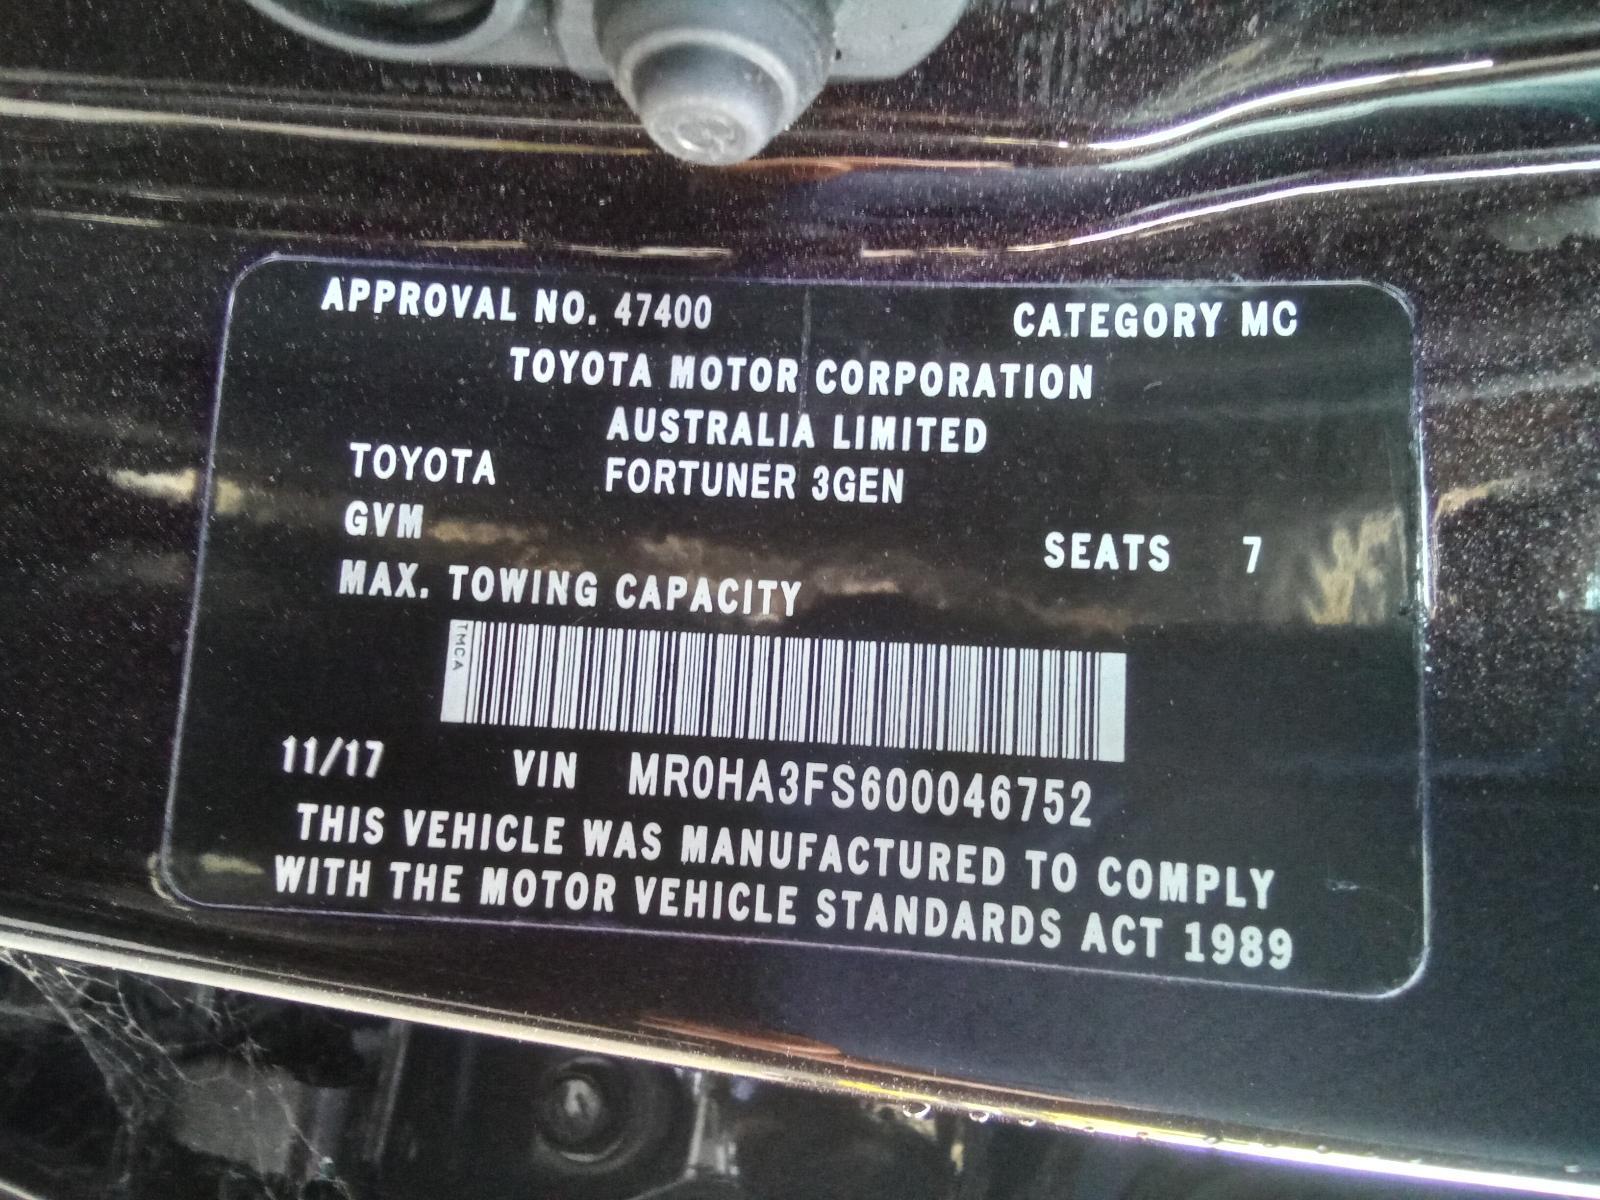 APPROVAL NO. 47400 CATEGORY MC
TOYOTA MOTOR CORPORATION
AUSTRALIA LIMITED
TOYOTA FORTUNER 3GEN
GVM SEATS 7
MAX. TOWING CAPACITY
TMCA
11/17 VIN MR0HA3FS600046752
THIS VEHICLE WAS MANUFACTURED TO COMPLY
WITH THE MOTOR VEHICLE STANDARDS ACT 1989